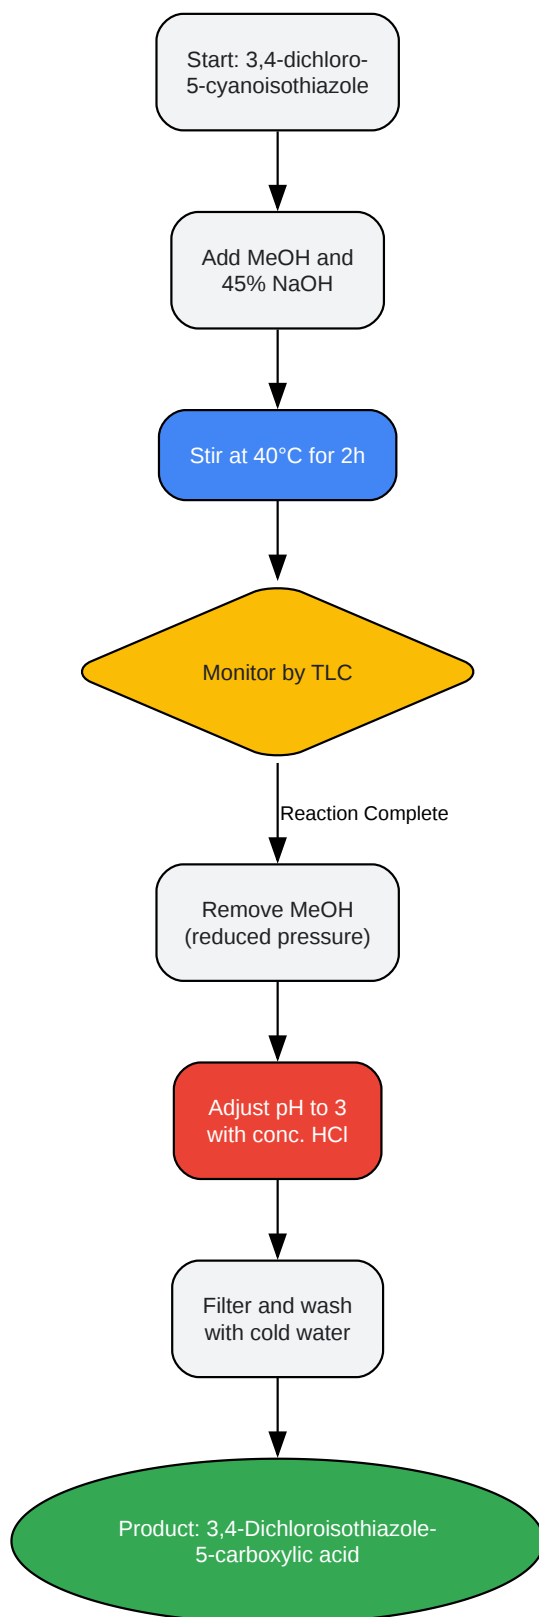 Start: 3,4-dichloro-
5-cyanoisothiazole
Add MeOH and
45% NaOH
Stir at 40°C for 2h
Monitor by TLC
Reaction Complete
Remove MeOH
(reduced pressure)
Adjust pH to 3
with conc. HCl
Filter and wash
with cold water
Product: 3,4-Dichloroisothiazole-
5-carboxylic acid